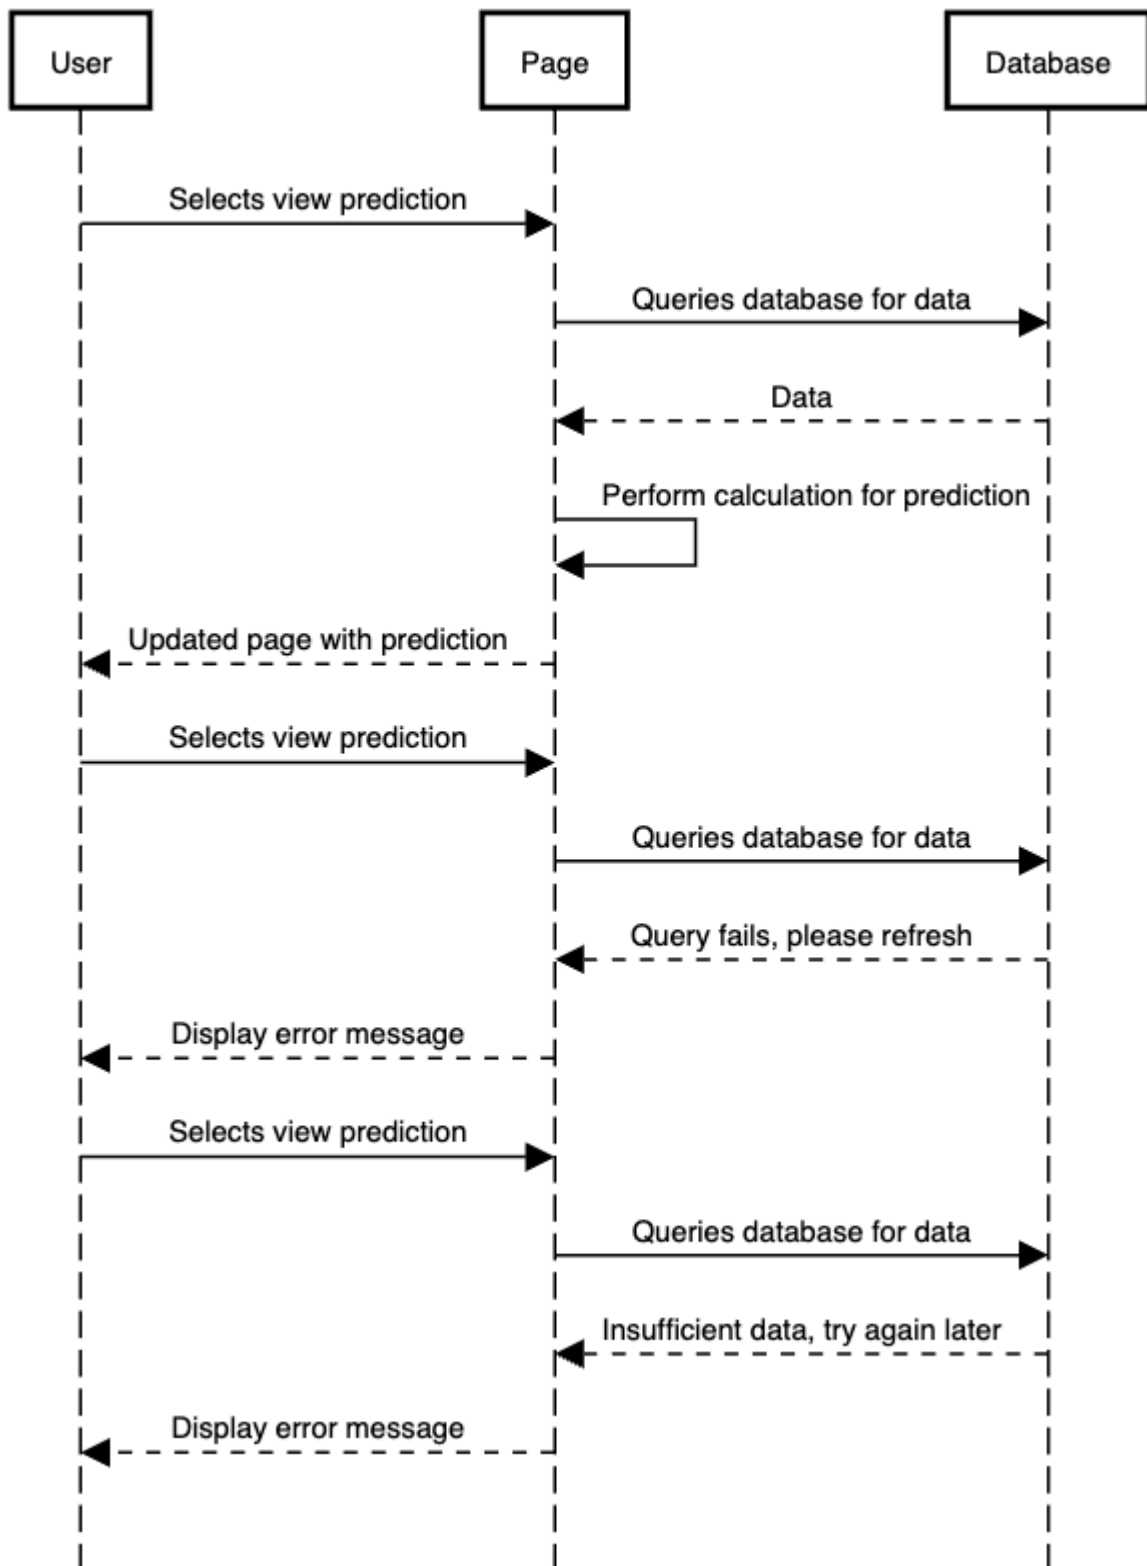 User
Page
Database
Selects view prediction
Queries database for data
Data
Perform calculation for prediction
Updated page with prediction
Selects view prediction
Queries database for data
Query fails, please refresh
Display error message
Selects view prediction
Queries database for data
Insufficient data, try again later
Display error message